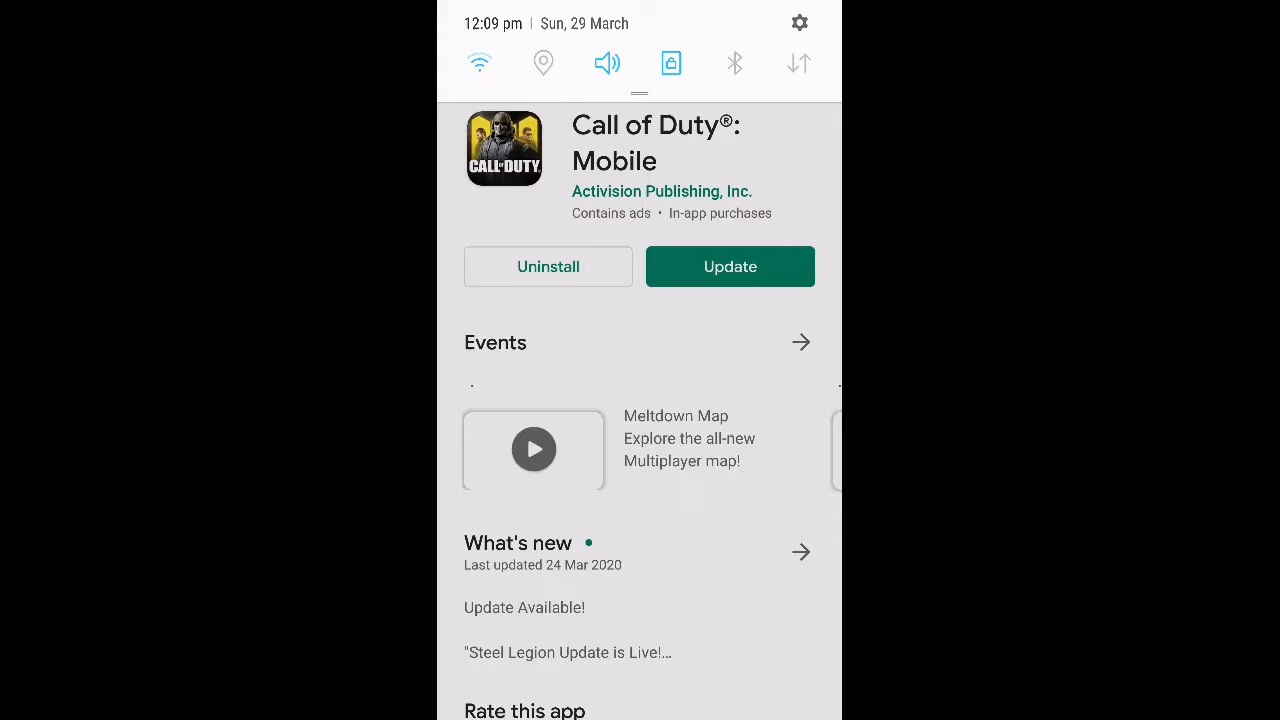 12:09 pm | Sun, 29 March
CALL OF DUTY
Call of Duty®:
Mobile
Activision Publishing, Inc.
Contains ads • In-app purchases
Uninstall
Update
Events
Meltdown Map
Explore the all-new
Multiplayer map!
What's new
Last updated 24 Mar 2020
Update Available!
"Steel Legion Update is Live!...
Rate this app